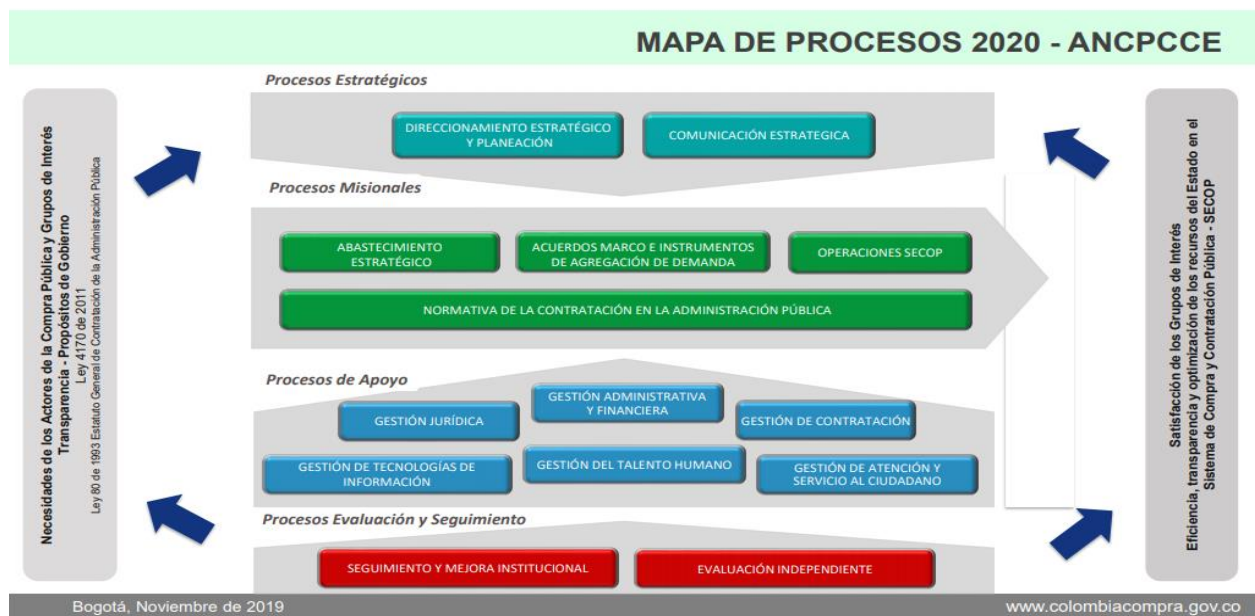 MAPA DE PROCESOS 2020 - ANCPCCE
Necesidades de los Actores de la Compra Pública y Grupos de Interés
Transparencia - Propósitos de Gobierno
Ley 4170 de 2011
Ley 80 de 1993 Estatuto General de Contratación de la Administración Pública
Procesos Estratégicos
DIRECCIONAMIENTO ESTRATÉGICO
Y PLANEACIÓN
COMUNICACIÓN ESTRATEGICA
Procesos Misionales
ABASTECIMIENTO
ESTRATÉGICO
ACUERDOS MARCO E INSTRUMENTOS
DE AGREGACIÓN DE DEMANDA
OPERACIONES SECOP
NORMATIVA DE LA CONTRATACIÓN EN LA ADMINISTRACIÓN PÚBLICA
Procesos de Apoyo
GESTIÓN JURÍDICA
GESTIÓN ADMINISTRATIVA
Y FINANCIERA
GESTIÓN DE CONTRATACIÓN
GESTIÓN DE TECNOLOGÍAS DE
INFORMACIÓN
GESTIÓN DEL TALENTO HUMANO
GESTIÓN DE ATENCIÓN Y
SERVICIO AL CIUDADANO
Procesos Evaluación y Seguimiento
SEGUIMIENTO Y MEJORA INSTITUCIONAL
EVALUACIÓN INDEPENDIENTE
Satisfacción de los Grupos de Interés
Eficiencia, transparencia y optimización de los recursos del Estado en el
Sistema de Compra y Contratación Pública - SECOP
Bogotá, Noviembre de 2019
www.colombiacompra.gov.co